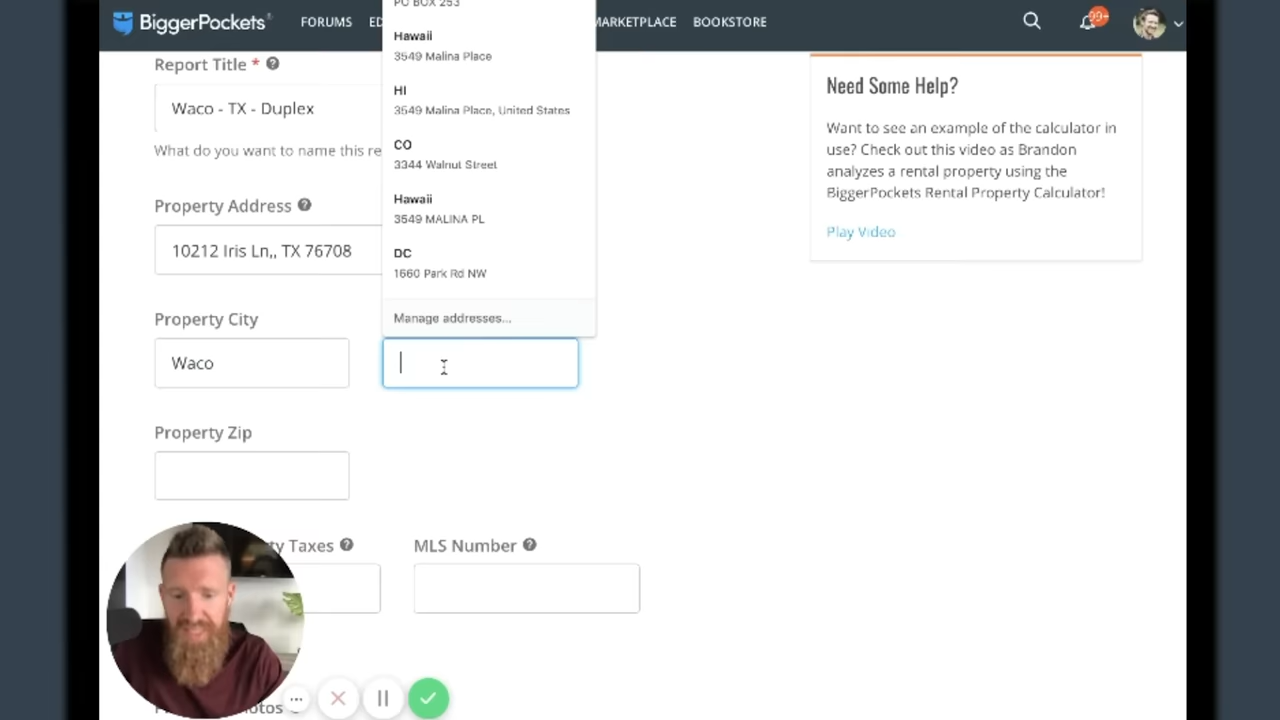 BiggerPockets
FORUMS
MARKETPLACE
BOOKSTORE
99+
PO BOX 253
Hawaii
3549 Malina Place
HI
3549 Malina Place, United States
CO
3344 Walnut Street
Hawaii
3549 MALINA PL
DC
1660 Park Rd NW
Manage addresses...
Report Title *
Waco - TX - Duplex
What do you want to name this re
Property Address
10212 Iris Ln,, TX 76708
Property City
Waco
Property Zip
ty Taxes
MLS Number
Need Some Help?
Want to see an example of the calculator in
use? Check out this video as Brandon
analyzes a rental property using the
BiggerPockets Rental Property Calculator!
Play Video